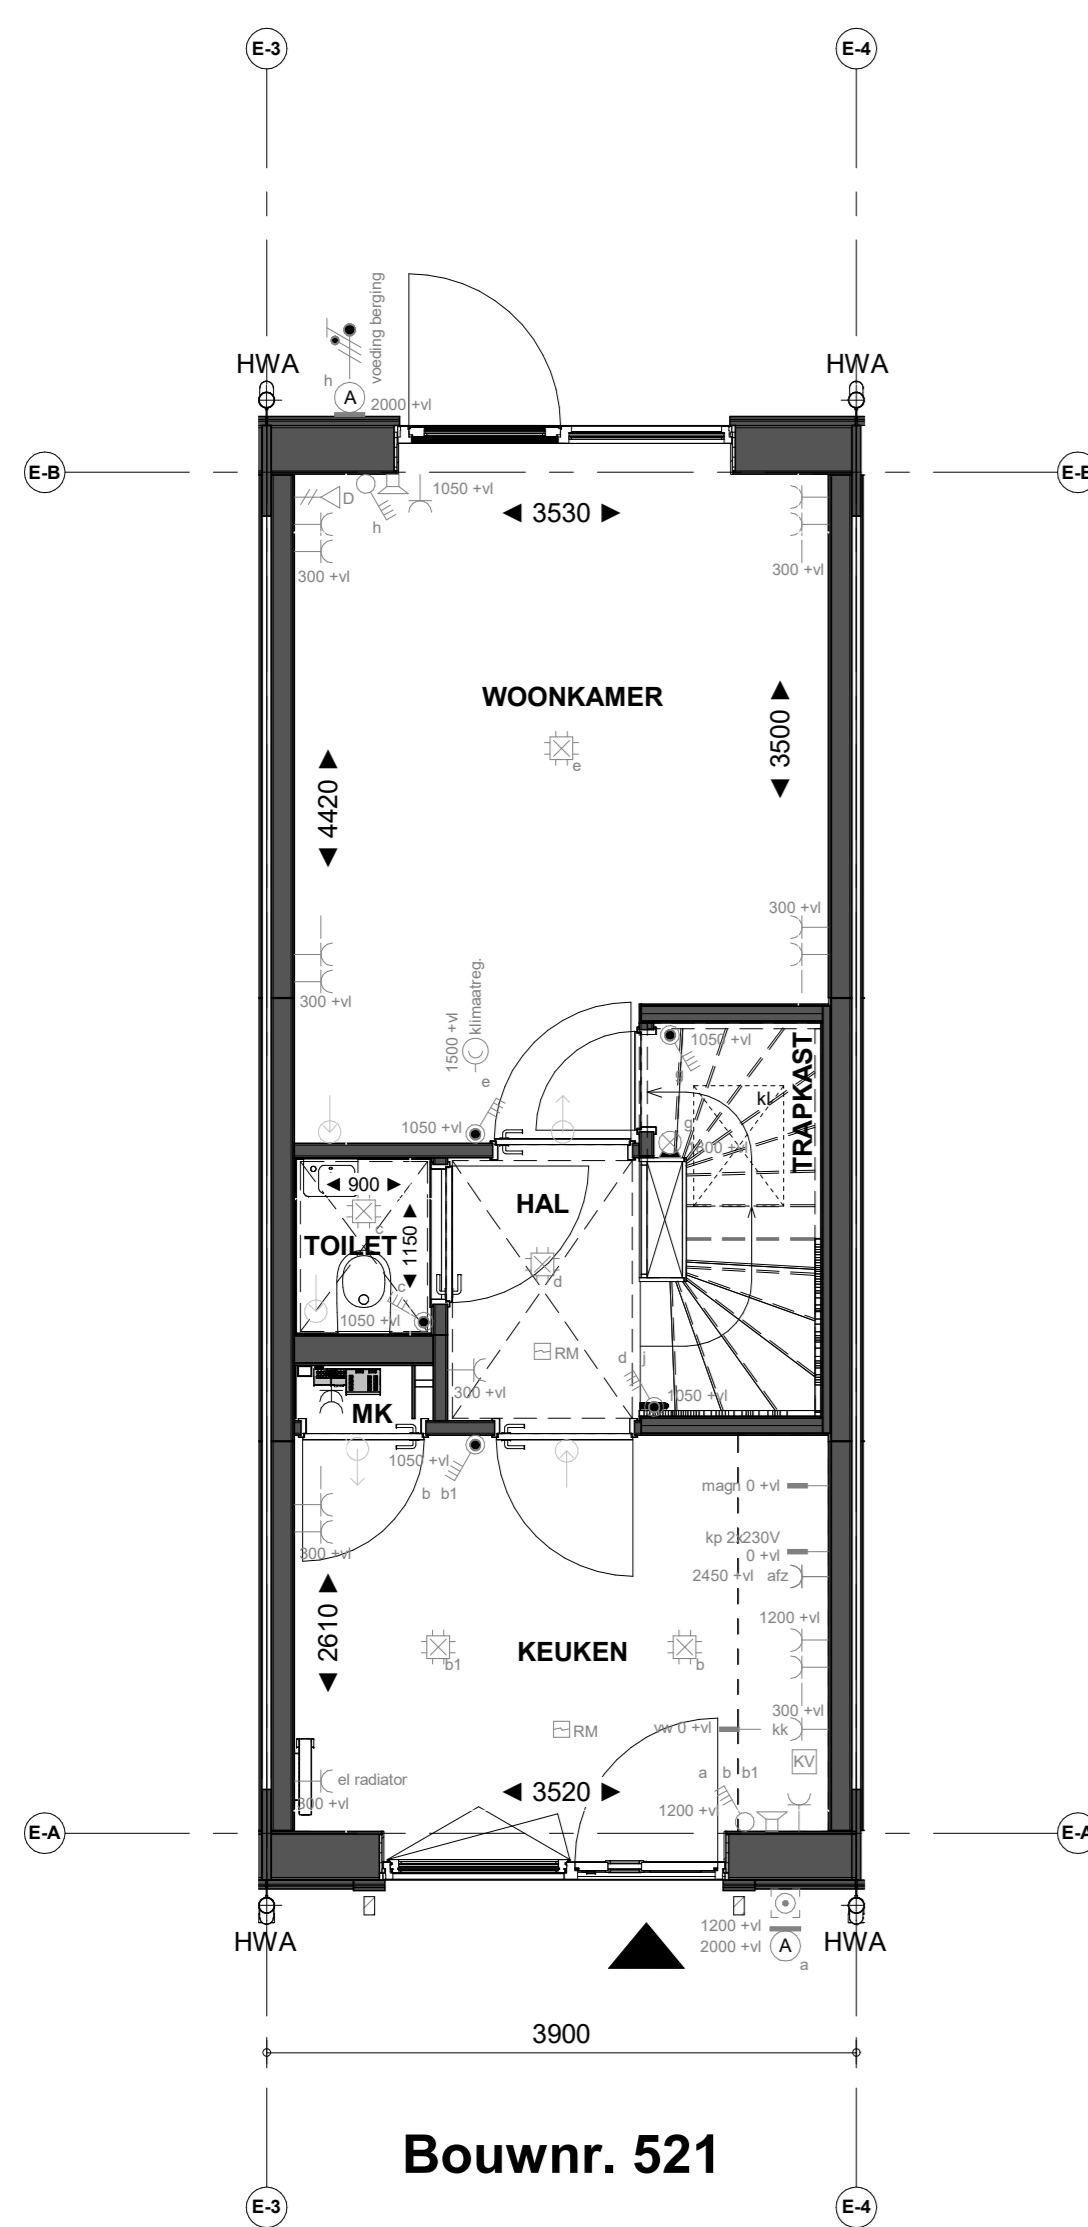 E-3 E-4
voeding berging
HWA HWA
h
A
2000 +vl
E-B E-B
D
h
1050 +vl
◄ 3530 ►
300 +vl 300 +vl
WOONKAMER
e
◄ 3500 ►
◄ 4420 ►
300 +vl
300 +vl
1500 +vl
klimaatreg.
e
1050 +vl
1050 +vl
g
TRAPKAST
kl
g
1800 +vl
◄ 900 ►
c
◄ 1150 ►
TOILET
c
1050 +vl
HAL
d
RM
d j
300 +vl
1050 +vl
MK
1050 +vl
b b1
300 +vl
magn 0 +vl
kp 2x230V
0 +vl
2450 +vl afz
1200 +vl
◄ 2610 ►
KEUKEN
b1
b
300 +vl
RM
vw 0 +vl
kk
KV
el radiator
300 +vl
◄ 3520 ►
a b b1
1200 +vl
E-A E-A
HWA HWA
1200 +vl
2000 +vl
A
a
3900
Bouwnr. 521
E-3 E-4